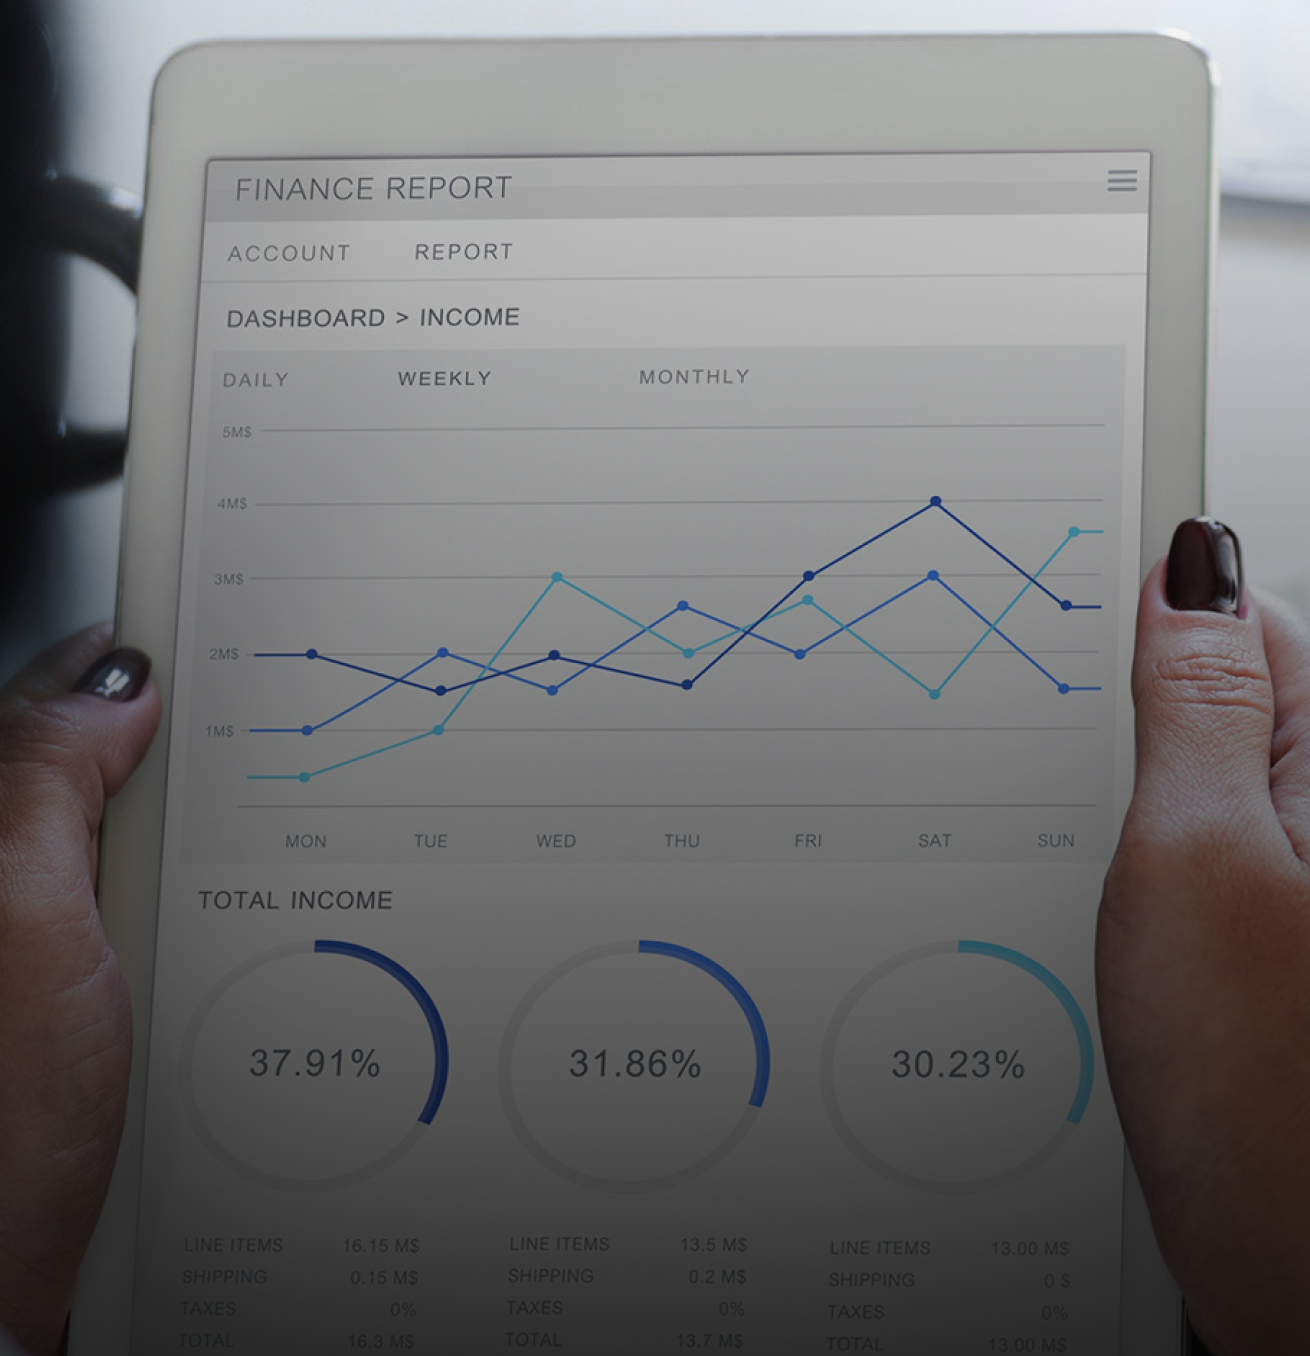 FINANCE REPORT
ACCOUNT REPORT
DASHBOARD > INCOME
DAILY WEEKLY MONTHLY
5M$
4M$
3M$
2M$
1M$
MON TUE WED THU FRI SAT SUN
TOTAL INCOME
37.91% 31.86% 30.23%
LINE ITEMS 16.15 M$ LINE ITEMS 13.5 M$ LINE ITEMS 13.00 M$
SHIPPING 0.15 M$ SHIPPING 0.2 M$ SHIPPING 0 $
TAXES 0% TAXES 0% TAXES 0%
TOTAL 16.3 M$ TOTAL 13.7 M$ TOTAL 13.00 M$